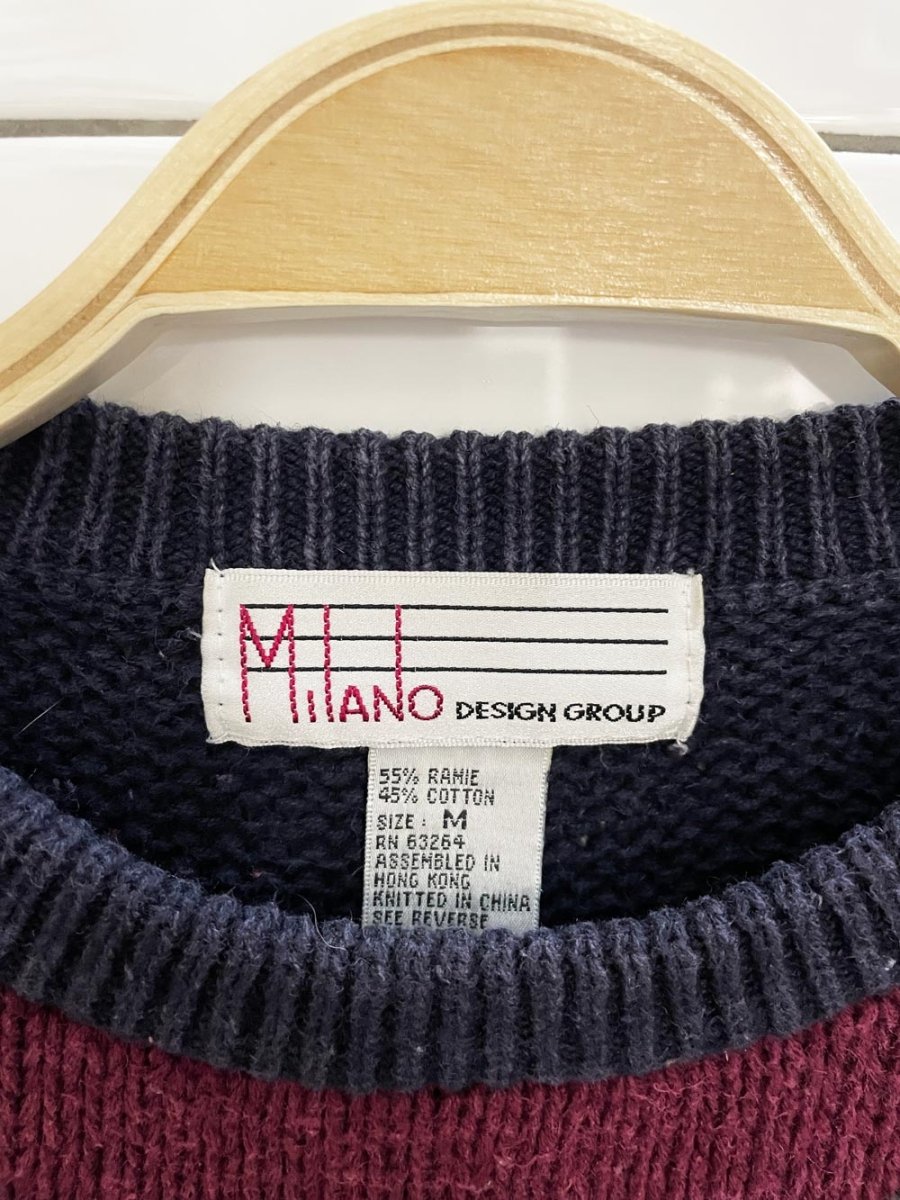 MILANO DESIGN GROUP
55% RAMIE
45% COTTON
SIZE: M
RN 63264
ASSEMBLED IN
HONG KONG
KNITTED IN CHINA
SEE REVERSE